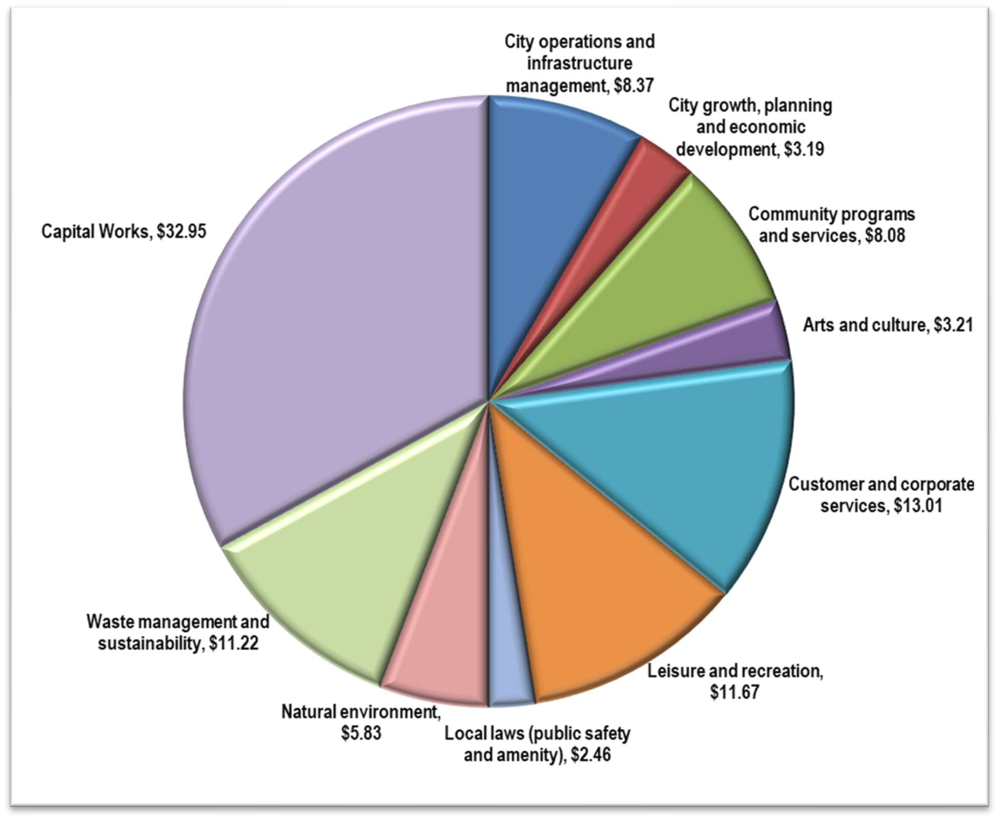 City operations and
infrastructure
management, $8.37
City growth, planning
and economic
development, $3.19
Community programs
and services, $8.08
Arts and culture, $3.21
Customer and corporate
services, $13.01
Leisure and recreation,
$11.67
Local laws (public safety
and amenity), $2.46
Natural environment,
$5.83
Waste management and
sustainability, $11.22
Capital Works, $32.95